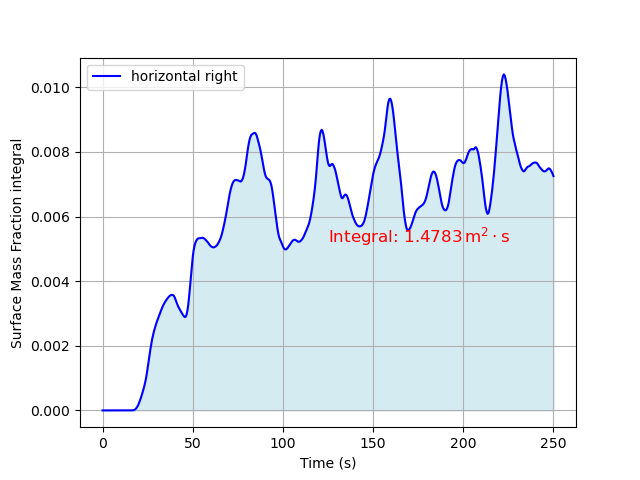 horizontal right
0.010
0.008
0.006
0.004
0.002
0.000
Surface Mass Fraction integral
Integral: 1.4783 m² · s
0 50 100 150 200 250
Time (s)